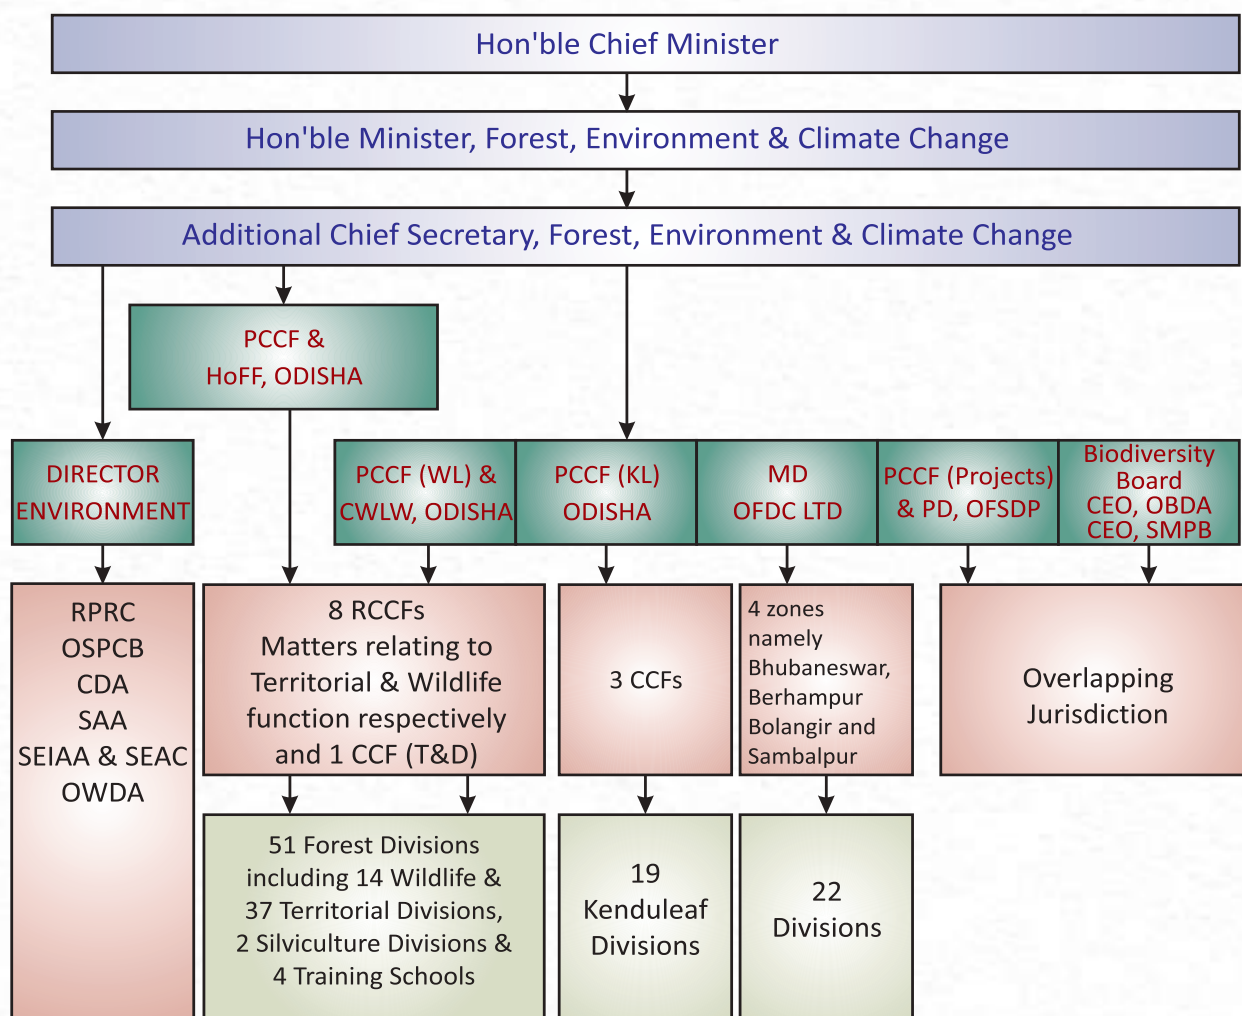 Hon'ble Chief Minister
Hon'ble Minister, Forest, Environment & Climate Change
Additional Chief Secretary, Forest, Environment & Climate Change
PCCF &
HoFF, ODISHA
DIRECTOR
ENVIRONMENT
PCCF (WL) &
CWLW, ODISHA
PCCF (KL)
ODISHA
MD
OFDC LTD
PCCF (Projects)
& PD, OFSDP
Biodiversity
Board
CEO, OBDA
CEO, SMPB
RPRC
OSPCB
CDA
SAA
SEIAA & SEAC
OWDA
8 RCCFs
Matters relating to
Territorial & Wildlife
function respectively
and 1 CCF (T&D)
3 CCFs
4 zones
namely
Bhubaneswar,
Berhampur
Bolangir and
Sambalpur
Overlapping
Jurisdiction
51 Forest Divisions
including 14 Wildlife &
37 Territorial Divisions,
2 Silviculture Divisions &
4 Training Schools
19
Kenduleaf
Divisions
22
Divisions